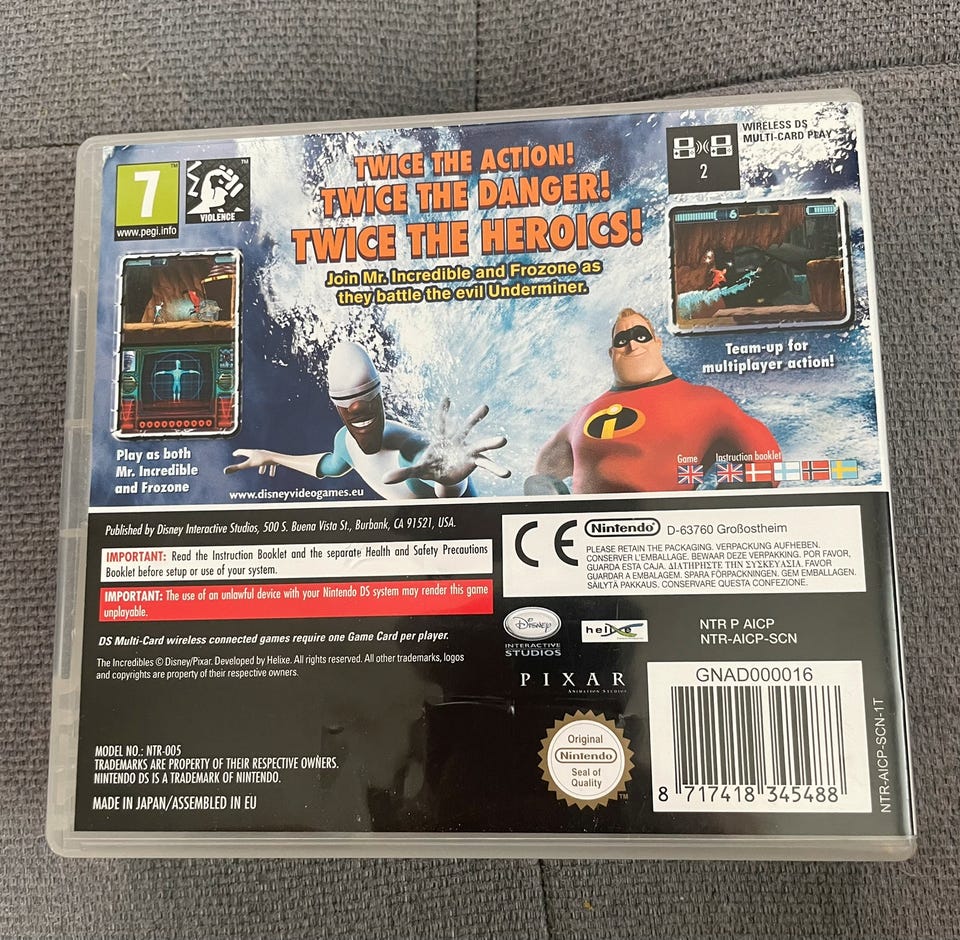 7
TM
www.pegi.info
TM
VIOLENCE
TWICE THE ACTION!
TWICE THE DANGER!
TWICE THE HEROICS!
Join Mr. Incredible and Frozone as
they battle the evil Underminer.
2
WIRELESS DS
MULTI-CARD PLAY
6
Team-up for
multiplayer action!
Play as both
Mr. Incredible
and Frozone
www.disneyvideogames.eu
i
Game
Instruction booklet
Published by Disney Interactive Studios, 500 S. Buena Vista St., Burbank, CA 91521, USA.
IMPORTANT: Read the Instruction Booklet and the separate Health and Safety Precautions
Booklet before setup or use of your system.
IMPORTANT: The use of an unlawful device with your Nintendo DS system may render this game
unplayable.
DS Multi-Card wireless connected games require one Game Card per player.
The Incredibles © Disney/Pixar. Developed by Helixe. All rights reserved. All other trademarks, logos
and copyrights are property of their respective owners.
MODEL NO.: NTR-005
TRADEMARKS ARE PROPERTY OF THEIR RESPECTIVE OWNERS.
NINTENDO DS IS A TRADEMARK OF NINTENDO.
MADE IN JAPAN/ASSEMBLED IN EU
CE
Nintendo® D-63760 Großostheim
PLEASE RETAIN THE PACKAGING. VERPACKUNG AUFHEBEN.
CONSERVER L'EMBALLAGE. BEWAAR DEZE VERPAKKING. POR FAVOR,
GUARDA ESTA CAJA. ΔΙΑΤΗΡΗΣΤΕ ΤΗΝ ΣΥΣΚΕΥΑΣΙΑ. FAVOR
GUARDAR A EMBALAGEM. SPARA FÖRPACKNINGEN. GEM EMBALLAGEN.
SÄILYTÄ PAKKAUS. CONSERVARE QUESTA CONFEZIONE.
Disney
INTERACTIVE
STUDIOS
helixe
NTR P AICP
NTR-AICP-SCN
PIXAR
ANIMATION STUDIOS
Original
Nintendo
Seal of
Quality
TM
GNAD000016
8 717418 345488
NTR-AICP-SCN-1T